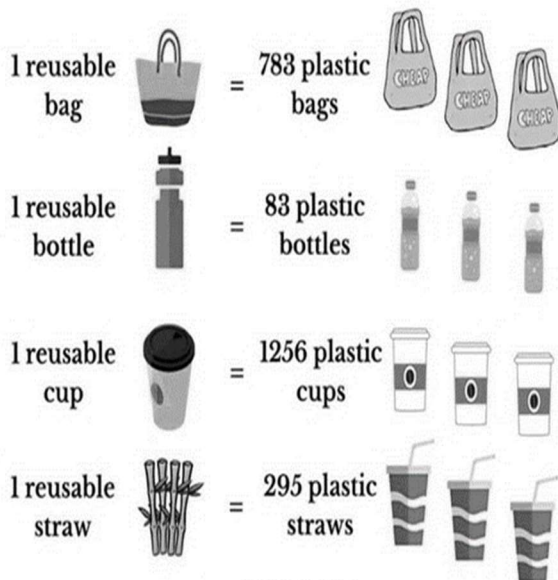 1 reusable
bag
=
783 plastic
bags
CHEAP
CHEAP
CHEAP
1 reusable
bottle
=
83 plastic
bottles
1 reusable
cup
=
1256 plastic
cups
1 reusable
straw
=
295 plastic
straws